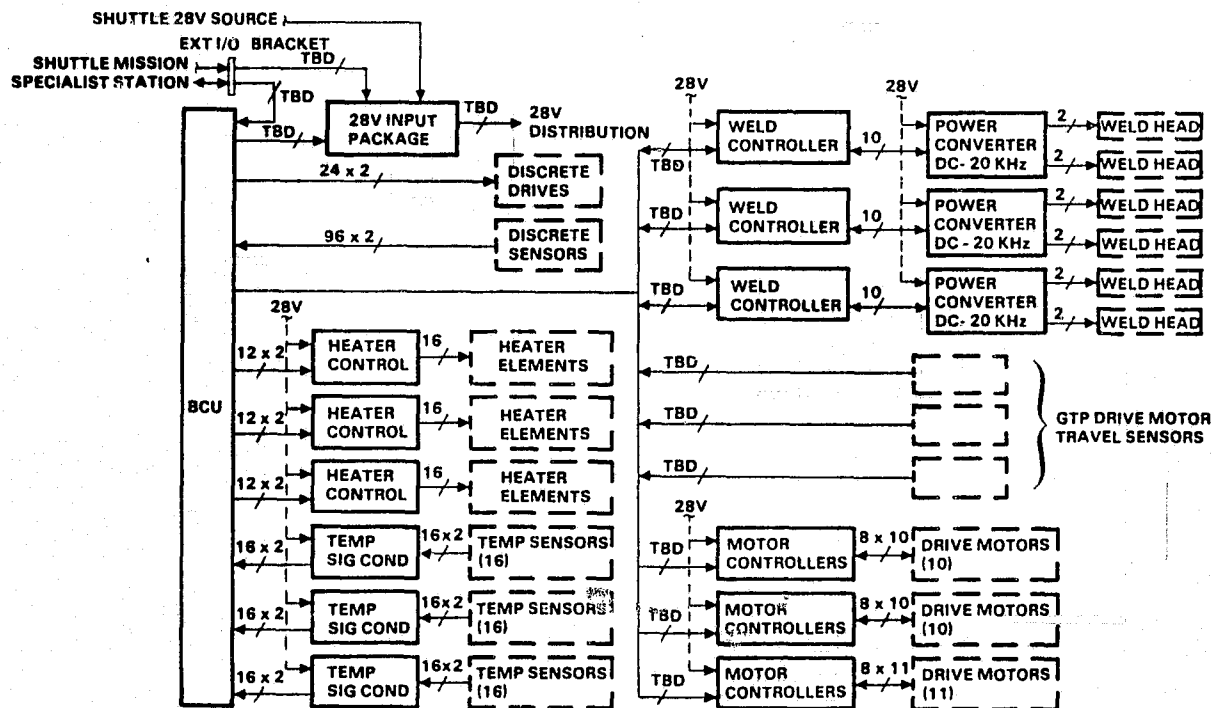 SHUTTLE 28V SOURCE
EXT I/O BRACKET
SHUTTLE MISSION
SPECIALIST STATION
TBD
TBD
TBD
28V INPUT
PACKAGE
TBD
28V
DISTRIBUTION
24 x 2
DISCRETE
DRIVES
96 x 2
DISCRETE
SENSORS
BCU
28V
12 x 2
HEATER
CONTROL
16
HEATER
ELEMENTS
12 x 2
HEATER
CONTROL
16
HEATER
ELEMENTS
12 x 2
HEATER
CONTROL
16
HEATER
ELEMENTS
16 x 2
TEMP
SIG COND
16x2
TEMP SENSORS
(16)
16 x 2
TEMP
SIG COND
16x2
TEMP SENSORS
(16)
16 x 2
TEMP
SIG COND
16x2
TEMP SENSORS
(16)
28V
28V
TBD
WELD
CONTROLLER
10
POWER
CONVERTER
DC- 20 KHz
2
WELD HEAD
2
WELD HEAD
TBD
WELD
CONTROLLER
10
POWER
CONVERTER
DC - 20 KHz
2
WELD HEAD
2
WELD HEAD
TBD
WELD
CONTROLLER
10
POWER
CONVERTER
DC- 20 KHz
2
WELD HEAD
2
WELD HEAD
TBD
TBD
TBD
GTP DRIVE MOTOR
TRAVEL SENSORS
28V
TBD
MOTOR
CONTROLLERS
8 x 10
DRIVE MOTORS
(10)
TBD
MOTOR
CONTROLLERS
8 x 10
DRIVE MOTORS
(10)
TBD
MOTOR
CONTROLLERS
8 x 11
DRIVE MOTORS
(11)